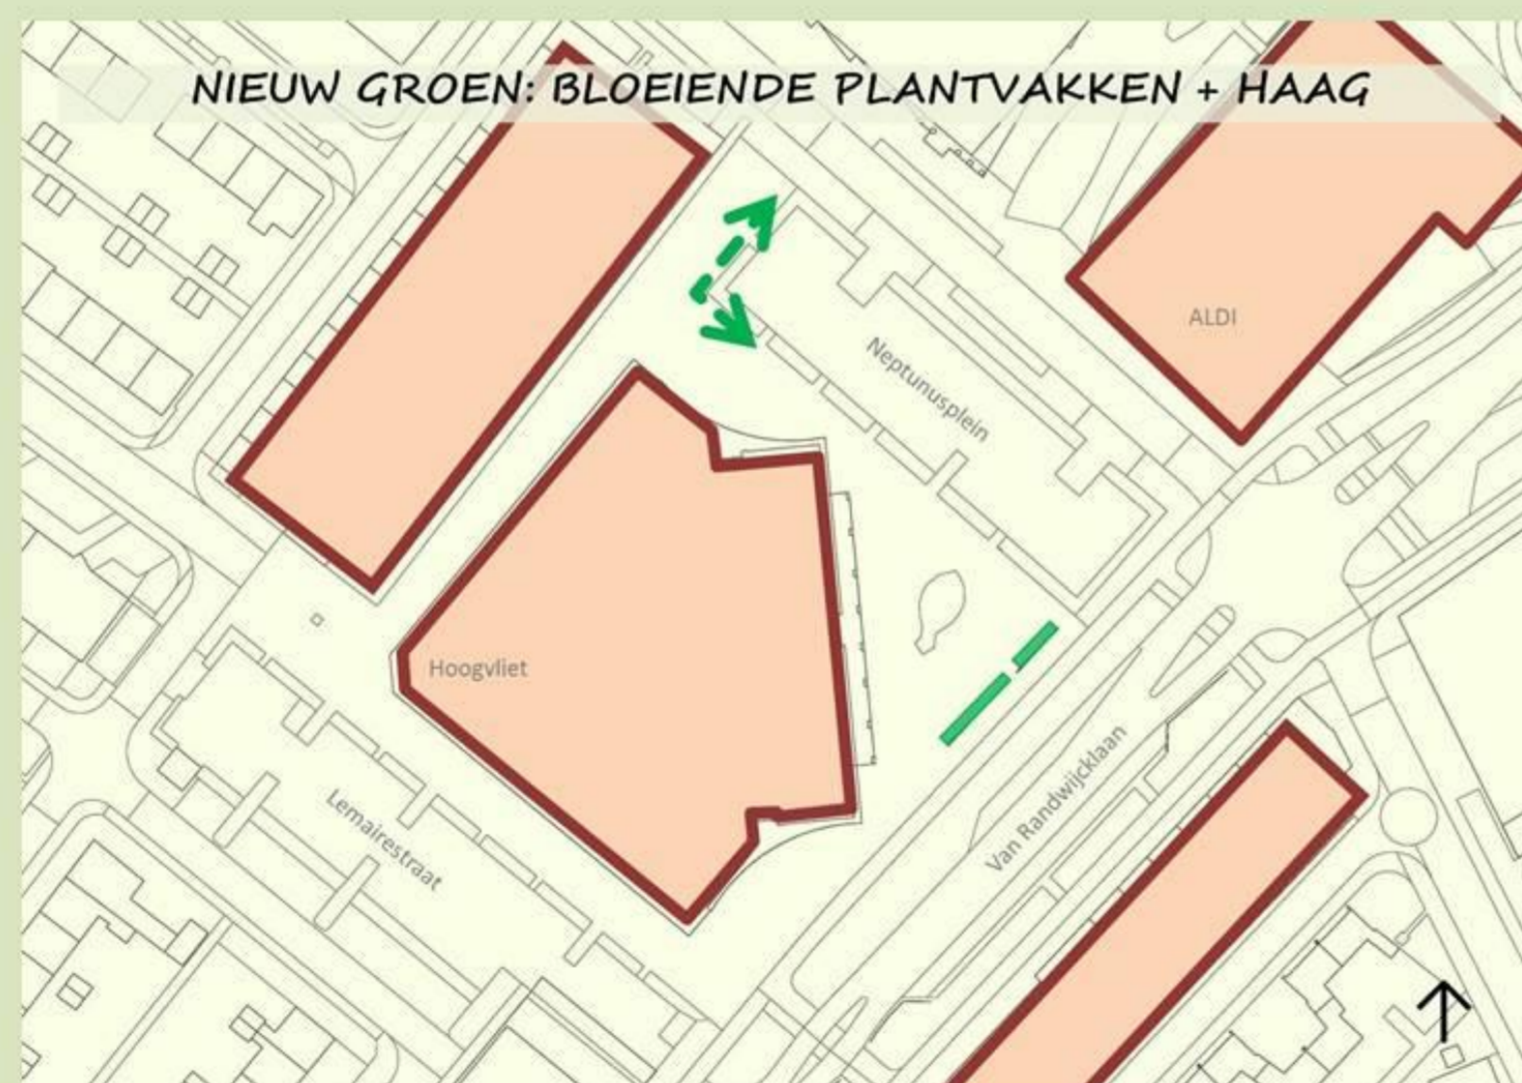 NIEUW GROEN: BLOEIENDE PLANTVAKKEN + HAAG
ALDI
Neptunusplein
Hoogvliet
Lemairestraat
Van Randwijcklaan